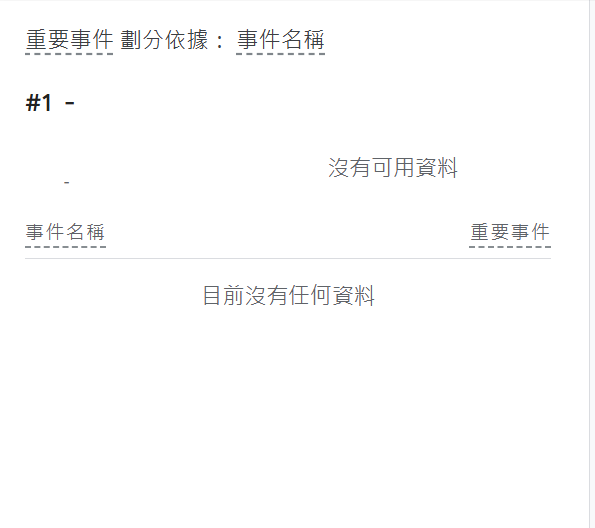 重要事件 劃分依據： 事件名稱
#1 -
沒有可用資料
-
事件名稱 重要事件
目前沒有任何資料